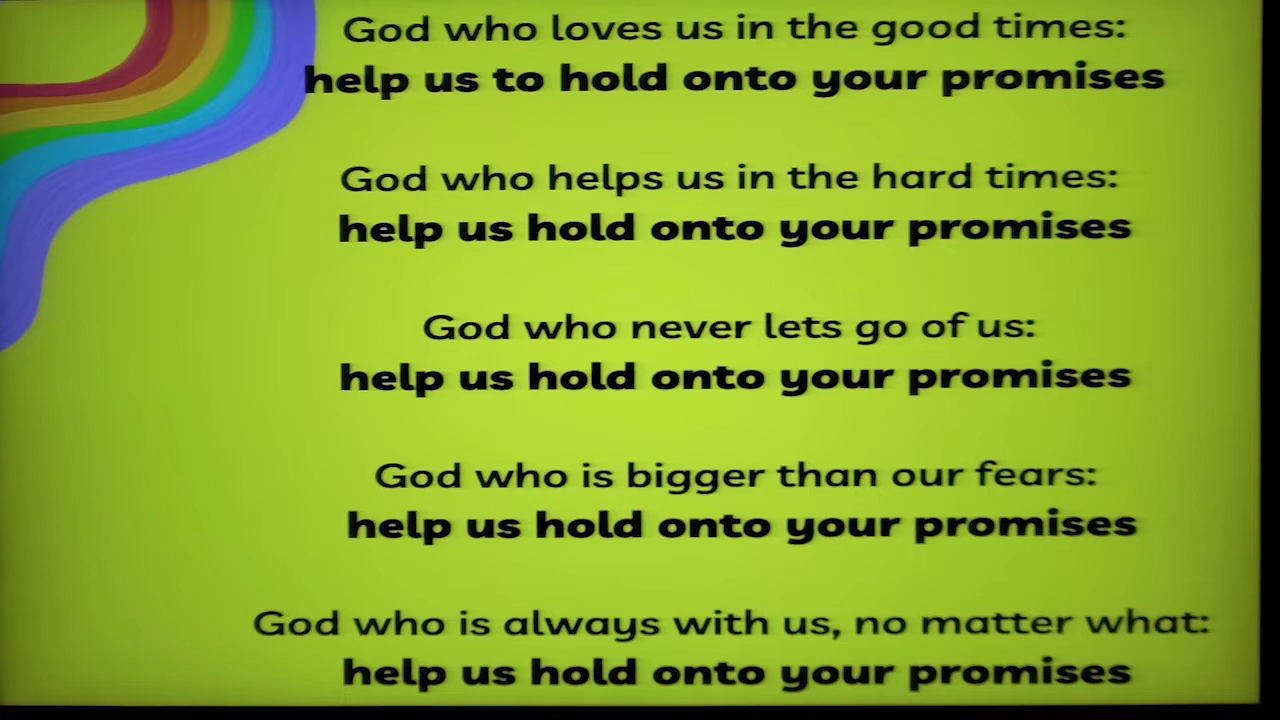 God who loves us in the good times:
help us to hold onto your promises
God who helps us in the hard times:
help us hold onto your promises
God who never lets go of us:
help us hold onto your promises
God who is bigger than our fears:
help us hold onto your promises
God who is always with us, no matter what:
help us hold onto your promises